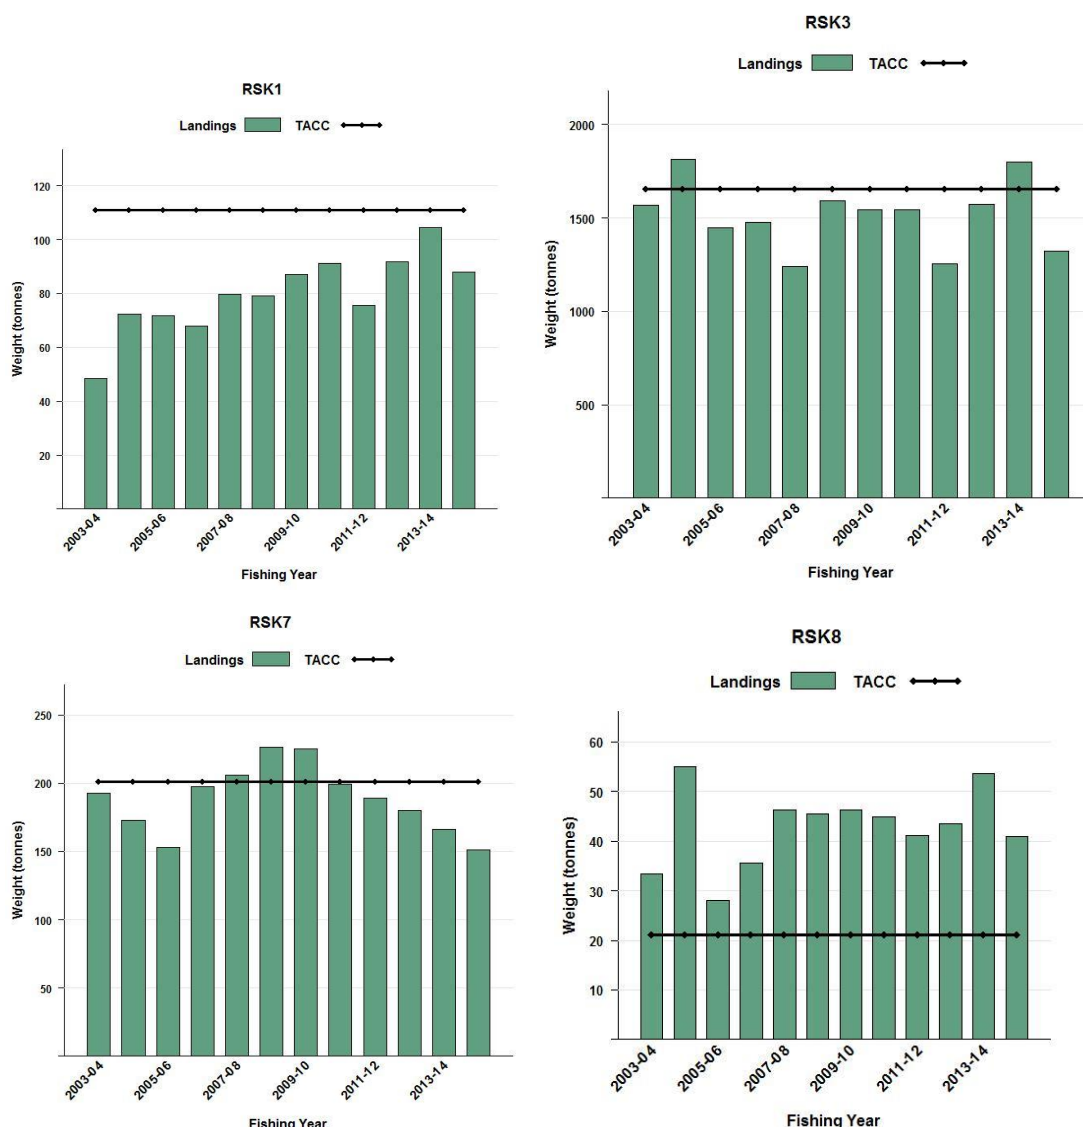 RSK1
Landings TACC
Weight (tonnes)
120
100
80
60
40
20
2003-04 2005-06 2007-08 2009-10 2011-12 2013-14
Fishing Year
RSK3
Landings TACC
Weight (tonnes)
2000
1500
1000
500
2003-04 2005-06 2007-08 2009-10 2011-12 2013-14
Fishing Year
RSK7
Landings TACC
Weight (tonnes)
250
200
150
100
50
2003-04 2005-06 2007-08 2009-10 2011-12 2013-14
Fishing Year
RSK8
Landings TACC
Weight (tonnes)
60
50
40
30
20
10
2003-04 2005-06 2007-08 2009-10 2011-12 2013-14
Fishing Year